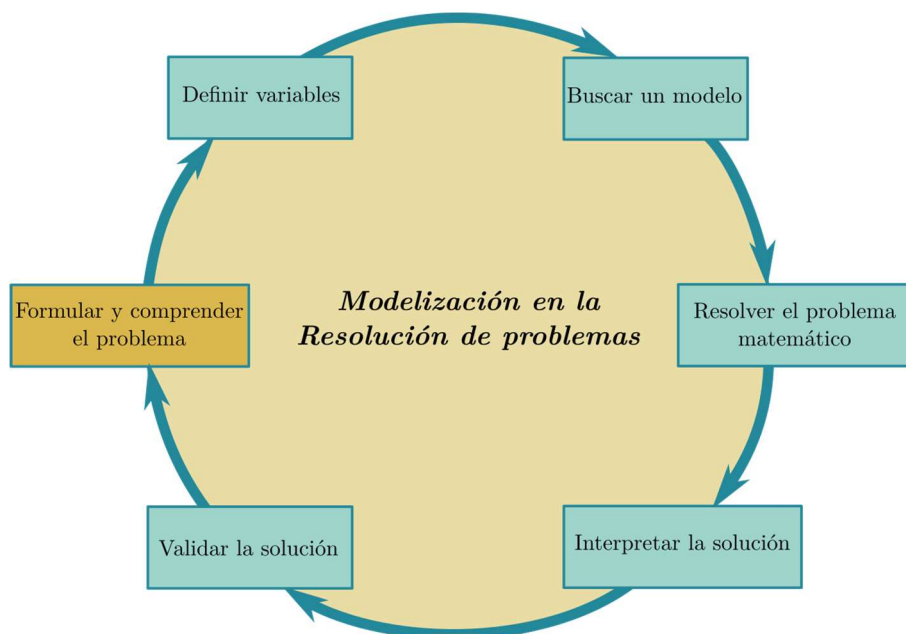 Definir variables
Buscar un modelo
Formular y comprender
el problema
Modelización en la
Resolución de problemas
Resolver el problema
matemático
Validar la solución
Interpretar la solución